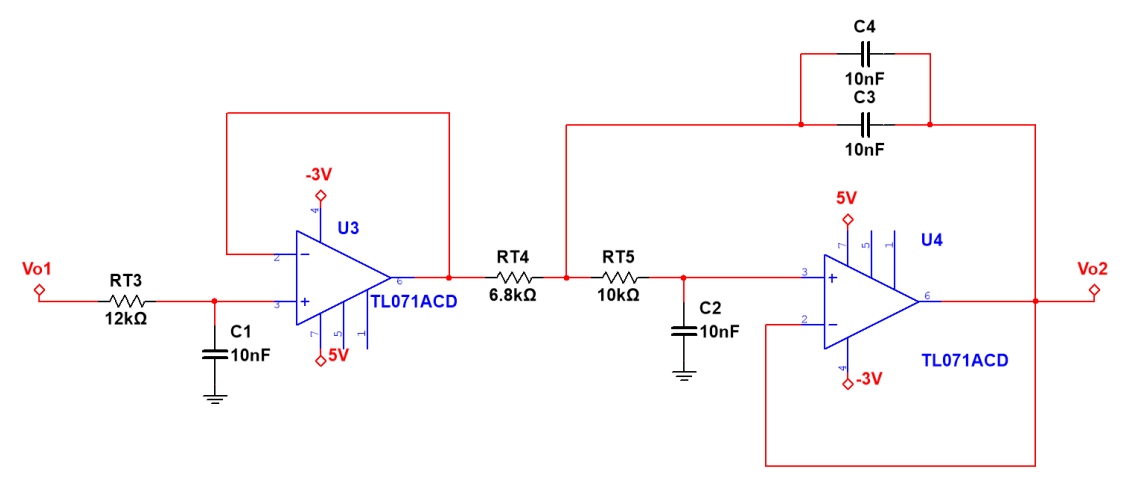 C4
10nF
C3
10nF
-3V
4
U3
2
6
TL071ACD
3
7
5
1
5V
Vo1
RT3
12kΩ
C1
10nF
RT4
6.8kΩ
RT5
10kΩ
C2
10nF
5V
7
5
1
U4
3
6
2
4
-3V
TL071ACD
Vo2